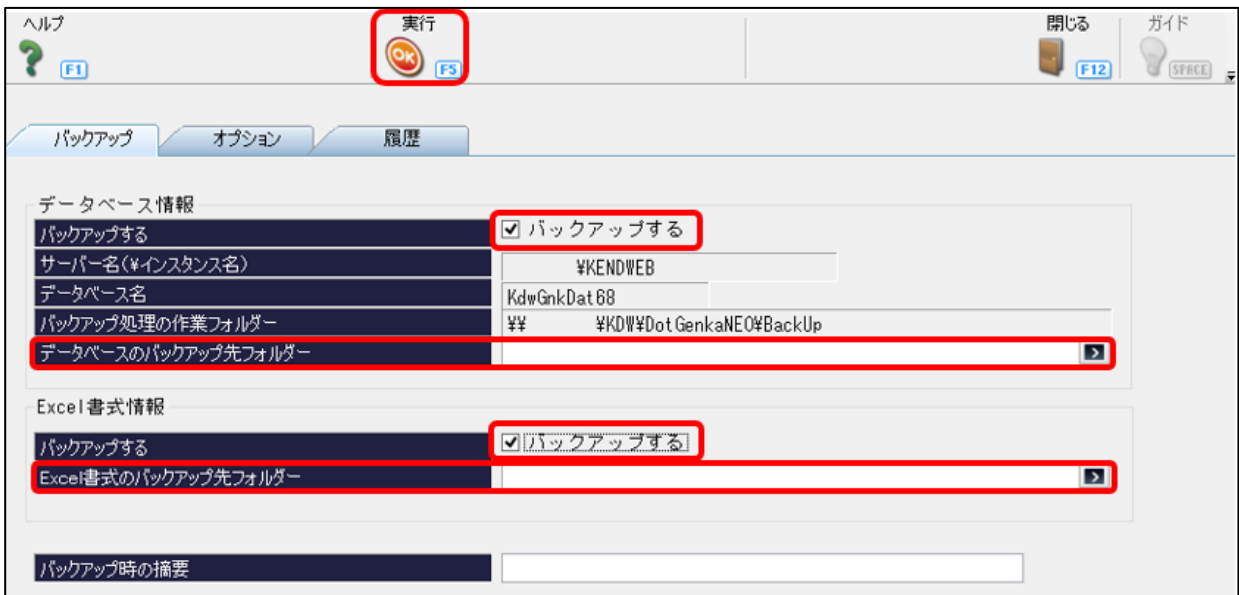 ヘルプ 実行 閉じる ガイド
F1 OK F5 F12 SPACE
バックアップ オプション 履歴
データベース情報
バックアップする バックアップする
サーバー名(¥インスタンス名) ¥KENDWEB
データベース名 KdwGnkDat68
バックアップ処理の作業フォルダー ¥¥ ¥KDW¥DotGenkaNEO¥BackUp
データベースのバックアップ先フォルダー
Excel書式情報
バックアップする バックアップする
Excel書式のバックアップ先フォルダー
バックアップ時の摘要